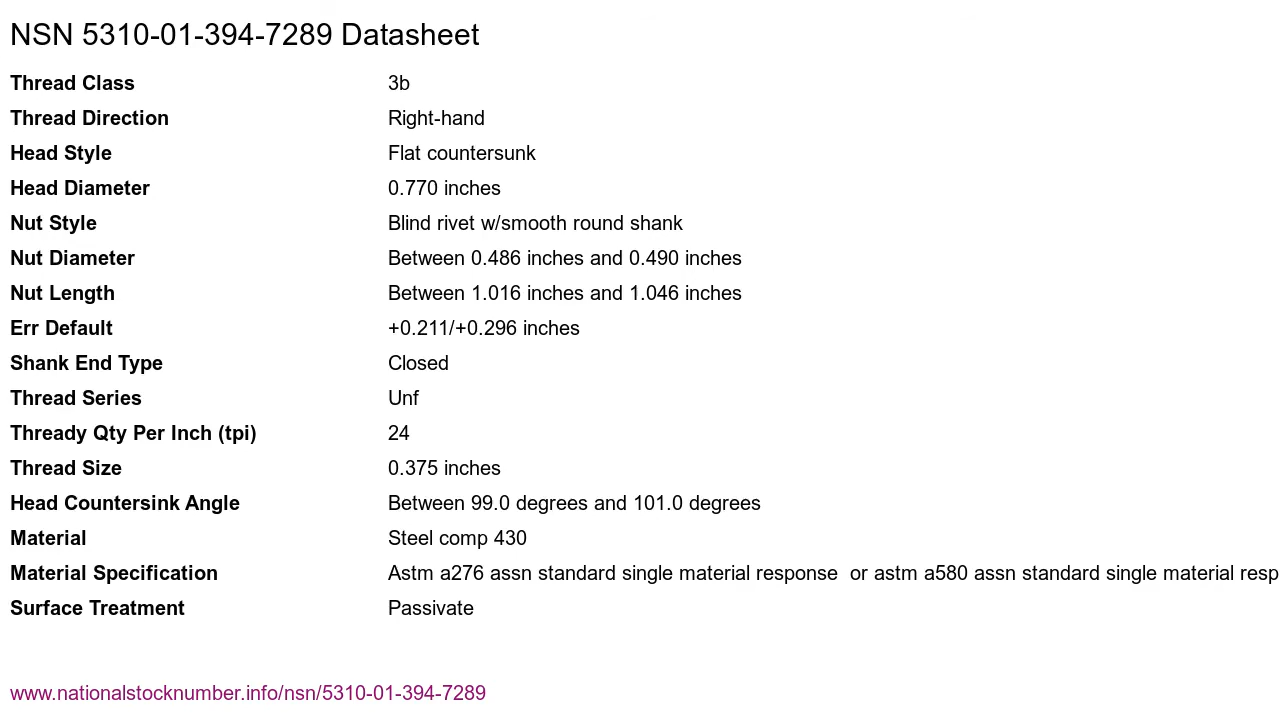 NSN 5310-01-394-7289 Datasheet
Thread Class 3b
Thread Direction Right-hand
Head Style Flat countersunk
Head Diameter 0.770 inches
Nut Style Blind rivet w/smooth round shank
Nut Diameter Between 0.486 inches and 0.490 inches
Nut Length Between 1.016 inches and 1.046 inches
Err Default +0.211/+0.296 inches
Shank End Type Closed
Thread Series Unf
Thready Qty Per Inch (tpi) 24
Thread Size 0.375 inches
Head Countersink Angle Between 99.0 degrees and 101.0 degrees
Material Steel comp 430
Material Specification Astm a276 assn standard single material response  or astm a580 assn standard single material resp
Surface Treatment Passivate
www.nationalstocknumber.info/nsn/5310-01-394-7289